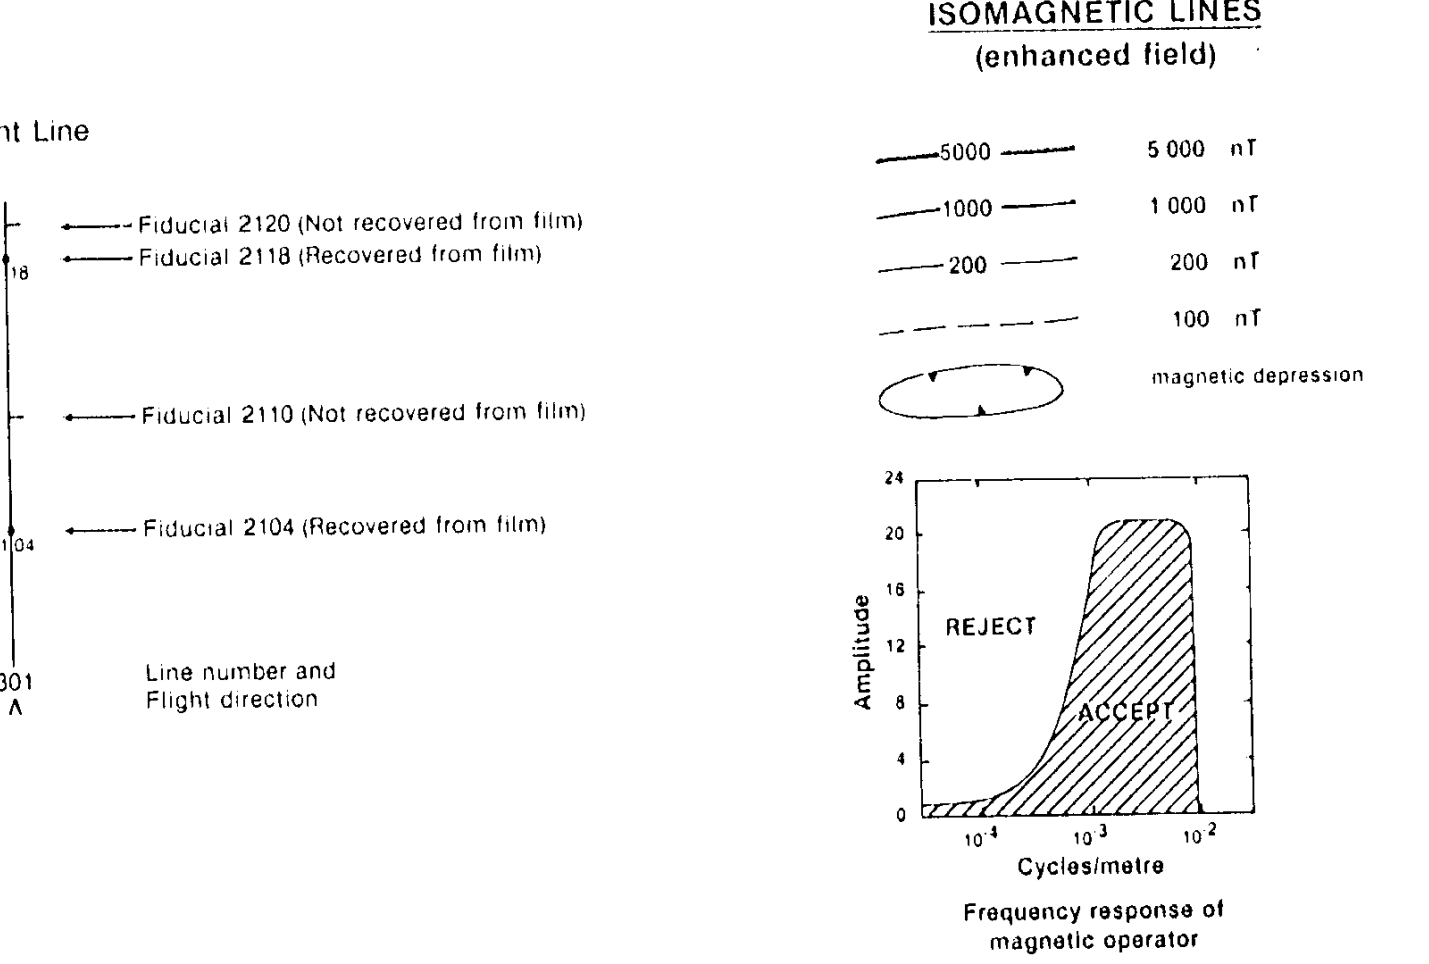 ISOMAGNETIC LINES
(enhanced field)
Line
Fiducial 2120 (Not recovered from film)
Fiducial 2118 (Recovered from film)
18
Fiducial 2110 (Not recovered from film)
Fiducial 2104 (Recovered from film)
104
301
Λ
Line number and
Flight direction
5000 5 000 nT
1000 1 000 nT
200 200 nT
100 nT
magnetic depression
24
20
16
12
8
4
0
Amplitude
REJECT
ACCEPT
10-4 10-3 10-2
Cycles/metre
Frequency response of
magnetic operator